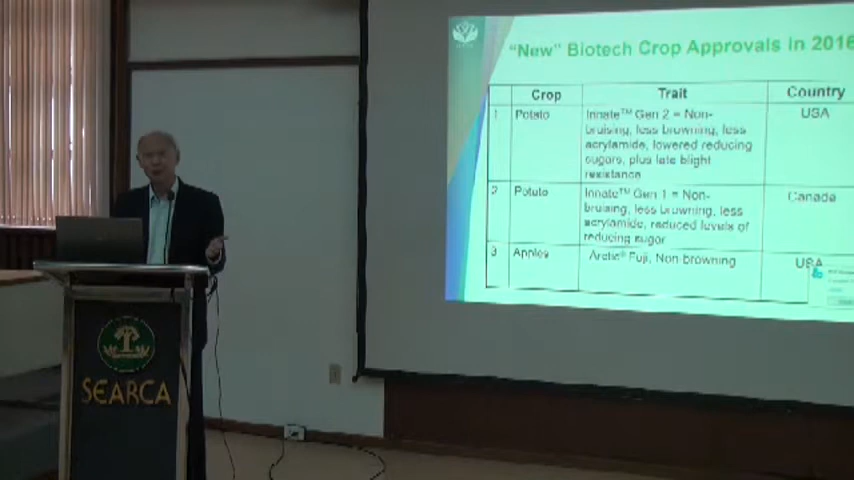 "New" Biotech Crop Approvals in 2016
Crop Trait Country
1 Potato Innate™ Gen 2 = Non- USA
bruising, less browning, less
acrylamide, lowered reducing
sugars, plus late blight
resistance
2 Potato Innate™ Gen 1 = Non- Canada
bruising, less browning, less
acrylamide, reduced levels of
reducing sugar
3 Apples Arctic® Fuji, Non browning USA
SEARCA